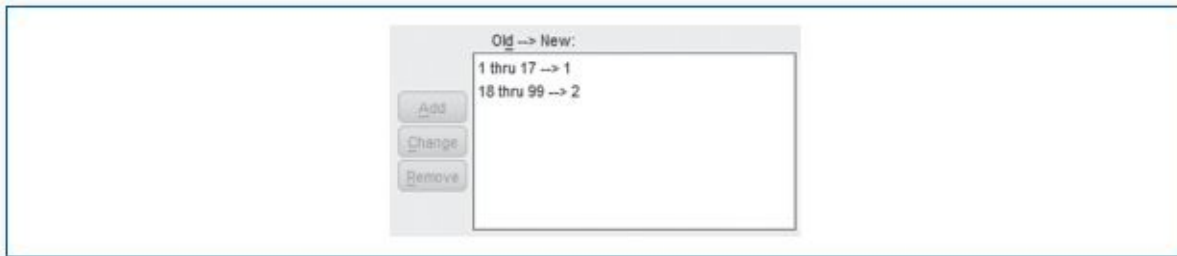 Old --> New:
1 thru 17 --> 1
18 thru 99 --> 2
Add
Change
Remove